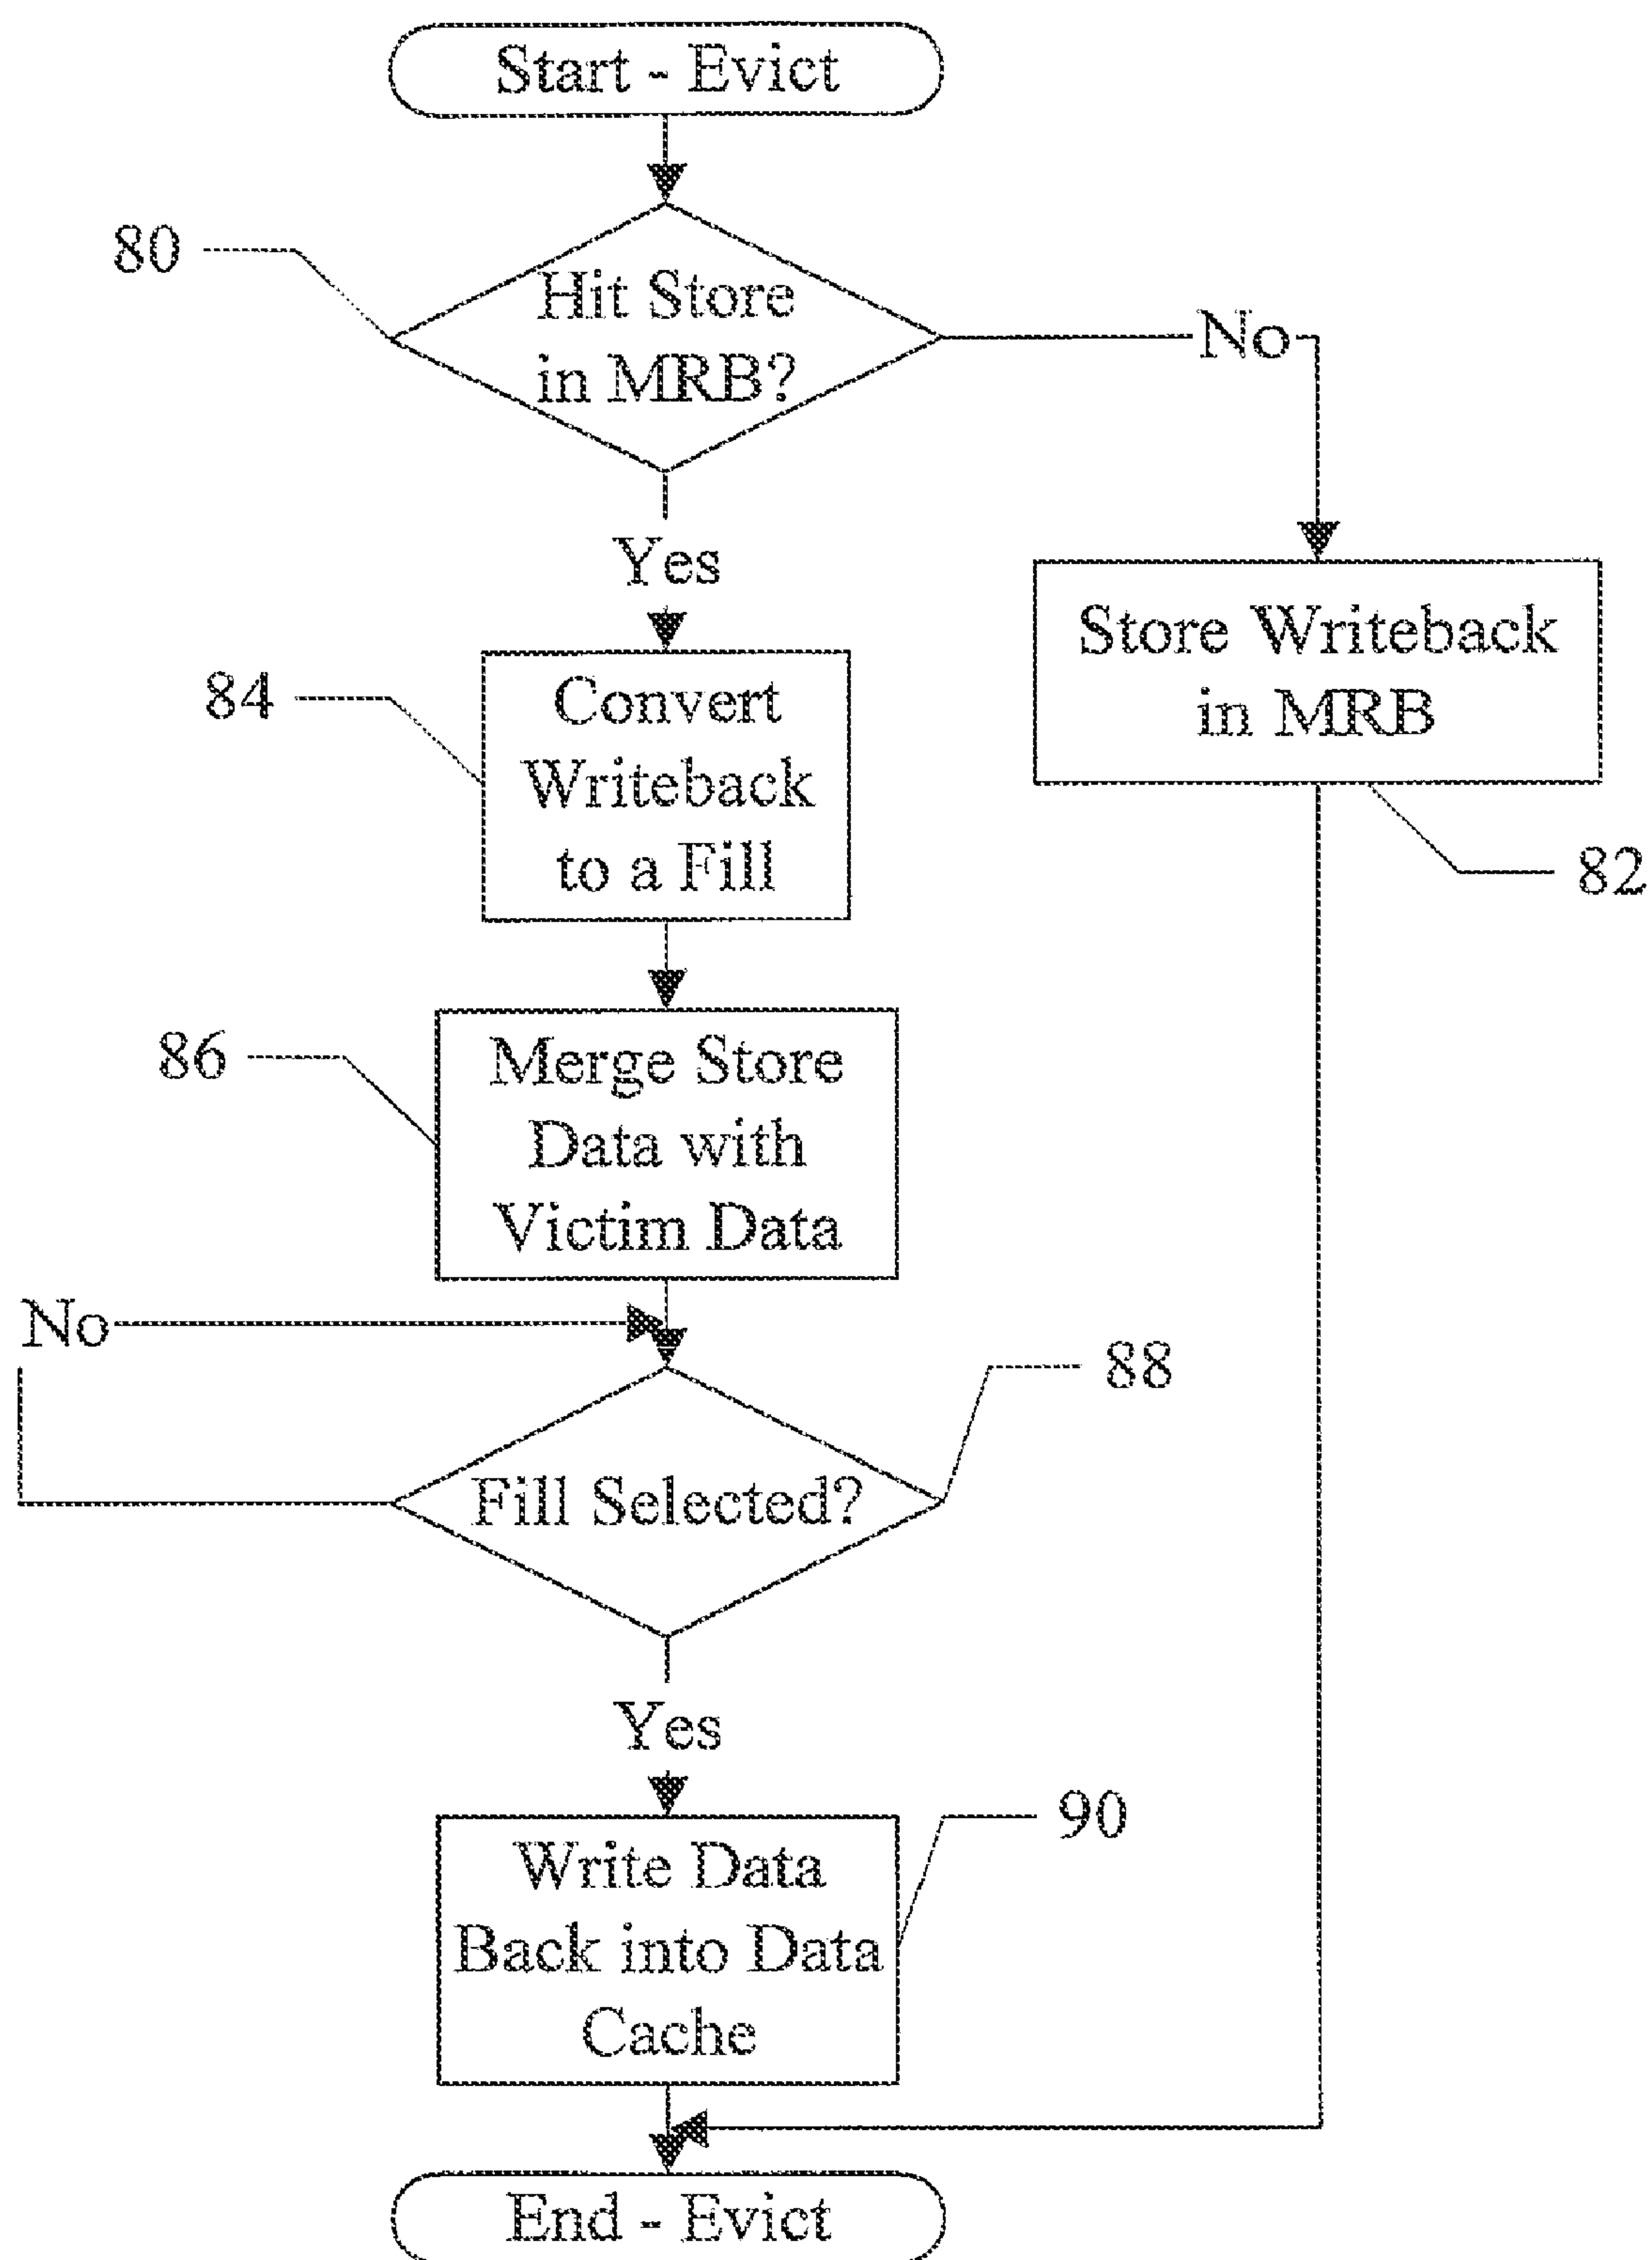 Start - Evict
80
Hit Store
in MRB?
No
Yes
Store Writeback
in MRB
82
84
Convert
Writeback
to a Fill
86
Merge Store
Data with
Victim Data
No
88
Fill Selected?
Yes
90
Write Data
Back into Data
Cache
End - Evict